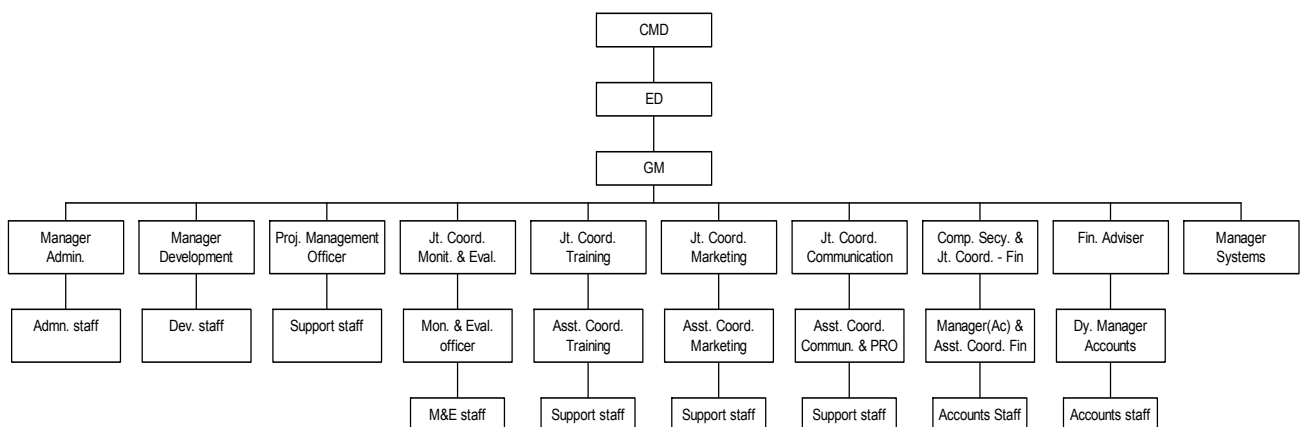 CMD
ED
GM
Manager
Admin.
Manager
Development
Proj. Management
Officer
Jt. Coord.
Monit. & Eval.
Jt. Coord.
Training
Jt. Coord.
Marketing
Jt. Coord.
Communication
Comp. Secy. &
Jt. Coord. - Fin
Fin. Adviser
Manager
Systems
Admn. staff
Dev. staff
Support staff
Mon. & Eval.
officer
Asst. Coord.
Training
Asst. Coord.
Marketing
Asst. Coord.
Commun. & PRO
Manager(Ac) &
Asst. Coord. Fin
Dy. Manager
Accounts
M&E staff
Support staff
Support staff
Support staff
Accounts Staff
Accounts staff